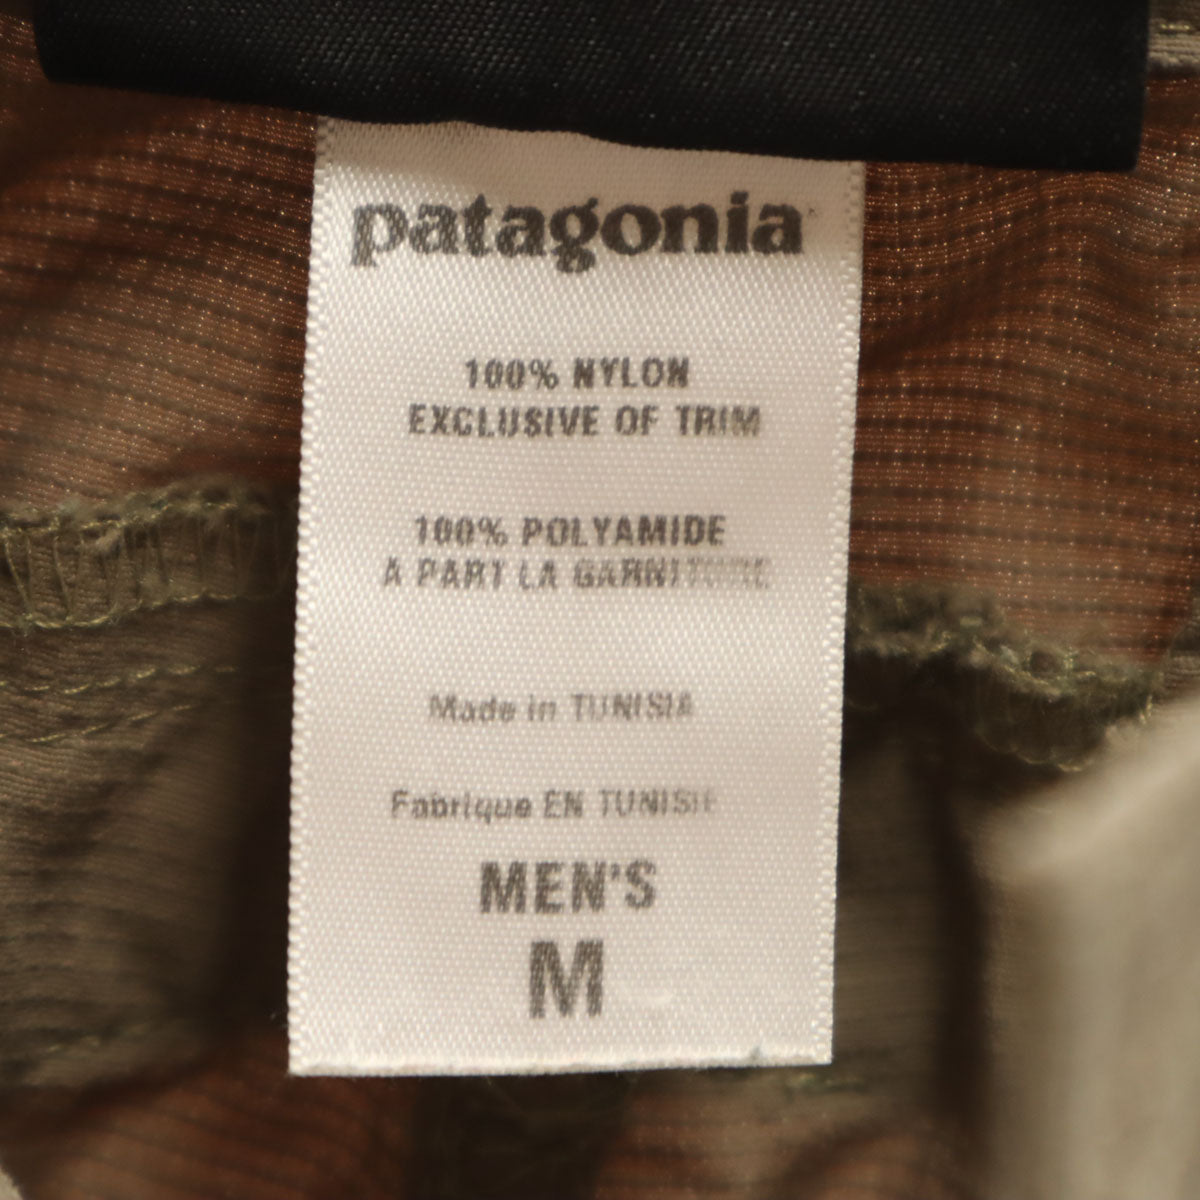 patagonia
100% NYLON
EXCLUSIVE OF TRIM
100% POLYAMIDE
A PART LA GARNITURE
Made in TUNISIA
Fabrique EN TUNISIE
MEN'S
M